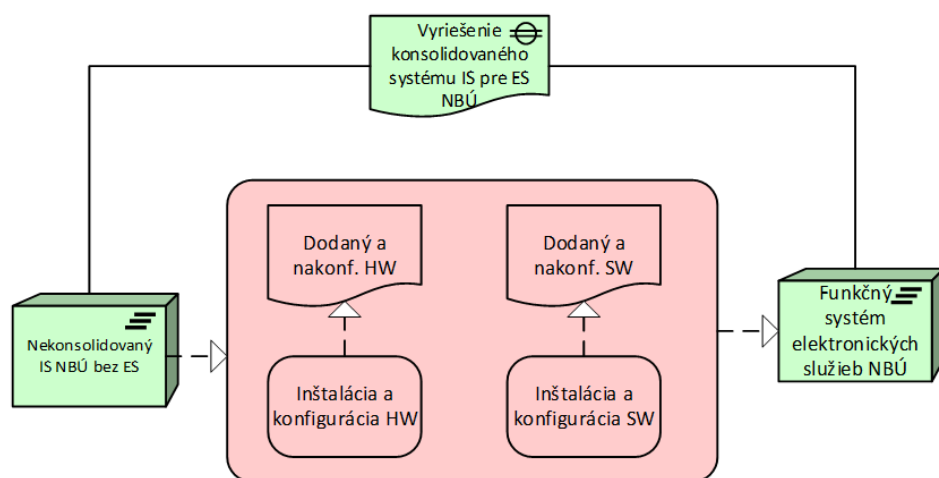 Vyriešenie
konsolidovaného
systému IS pre ES
NBÚ
Dodaný a
nakonf. HW
Dodaný a
nakonf. SW
Nekonsolidovaný
IS NBÚ bez ES
Funkčný
systém
elektronických
služieb NBÚ
Inštalácia a
konfigurácia HW
Inštalácia a
konfigurácia SW